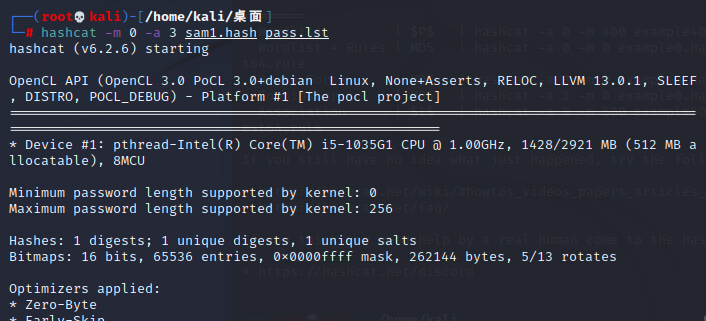 ┌──(root💀kali)-[/home/kali/桌面]
└─# hashcat -m 0 -a 3 sam1.hash pass.lst
hashcat (v6.2.6) starting
OpenCL API (OpenCL 3.0 PoCL 3.0+debian  Linux, None+Asserts, RELOC, LLVM 13.0.1, SLEEF
, DISTRO, POCL_DEBUG) - Platform #1 [The pocl project]
* Device #1: pthread-Intel(R) Core(TM) i5-1035G1 CPU @ 1.00GHz, 1428/2921 MB (512 MB a
llocatable), 8MCU
Minimum password length supported by kernel: 0
Maximum password length supported by kernel: 256
Hashes: 1 digests; 1 unique digests, 1 unique salts
Bitmaps: 16 bits, 65536 entries, 0×0000ffff mask, 262144 bytes, 5/13 rotates
Optimizers applied:
* Zero-Byte
* Early-Skip